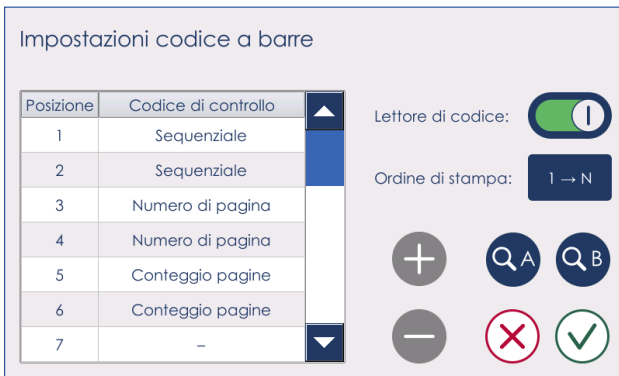 Impostazioni codice a barre
Posizione Codice di controllo
1 Sequenziale
2 Sequenziale
3 Numero di pagina
4 Numero di pagina
5 Conteggio pagine
6 Conteggio pagine
7 –
Lettore di codice: I
Ordine di stampa: 1 → N
A B